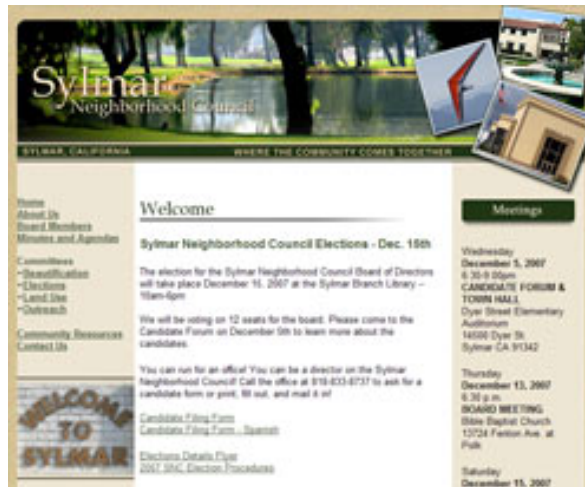 Sylmar
Neighborhood Council
SYLMAR, CALIFORNIA
WHERE THE COMMUNITY COMES TOGETHER
Home
About Us
Board Members
Minutes and Agendas
Committees
•Beautification
•Elections
•Land Use
•Outreach
Community Resources
Contact Us
WELCOME
TO
SYLMAR
Welcome
Sylmar Neighborhood Council Elections - Dec. 15th
The election for the Sylmar Neighborhood Council Board of Directors
will take place December 15, 2007 at the Sylmar Branch Library –
10am-6pm
We will be voting on 12 seats for the board. Please come to the
Candidate Forum on December 5th to learn more about the
candidates.
You can run for an office! You can be a director on the Sylmar
Neighborhood Council! Call the office at 818-833-8737 to ask for a
candidate form or print, fill out, and mail it in!
Candidate Filing Form
Candidate Filing Form - Spanish
Elections Details Flyer
2007 SNC Election Procedures
Meetings
Wednesday
December 5, 2007
6:30-9:00pm
CANDIDATE FORUM &
TOWN HALL
Dyer Street Elementary
Auditorium
14500 Dyer St.
Sylmar CA 91342
Thursday
December 13, 2007
6:30 p.m.
BOARD MEETING
Bible Baptist Church
13724 Fenton Ave. at
Polk
Saturday
December 15, 2007